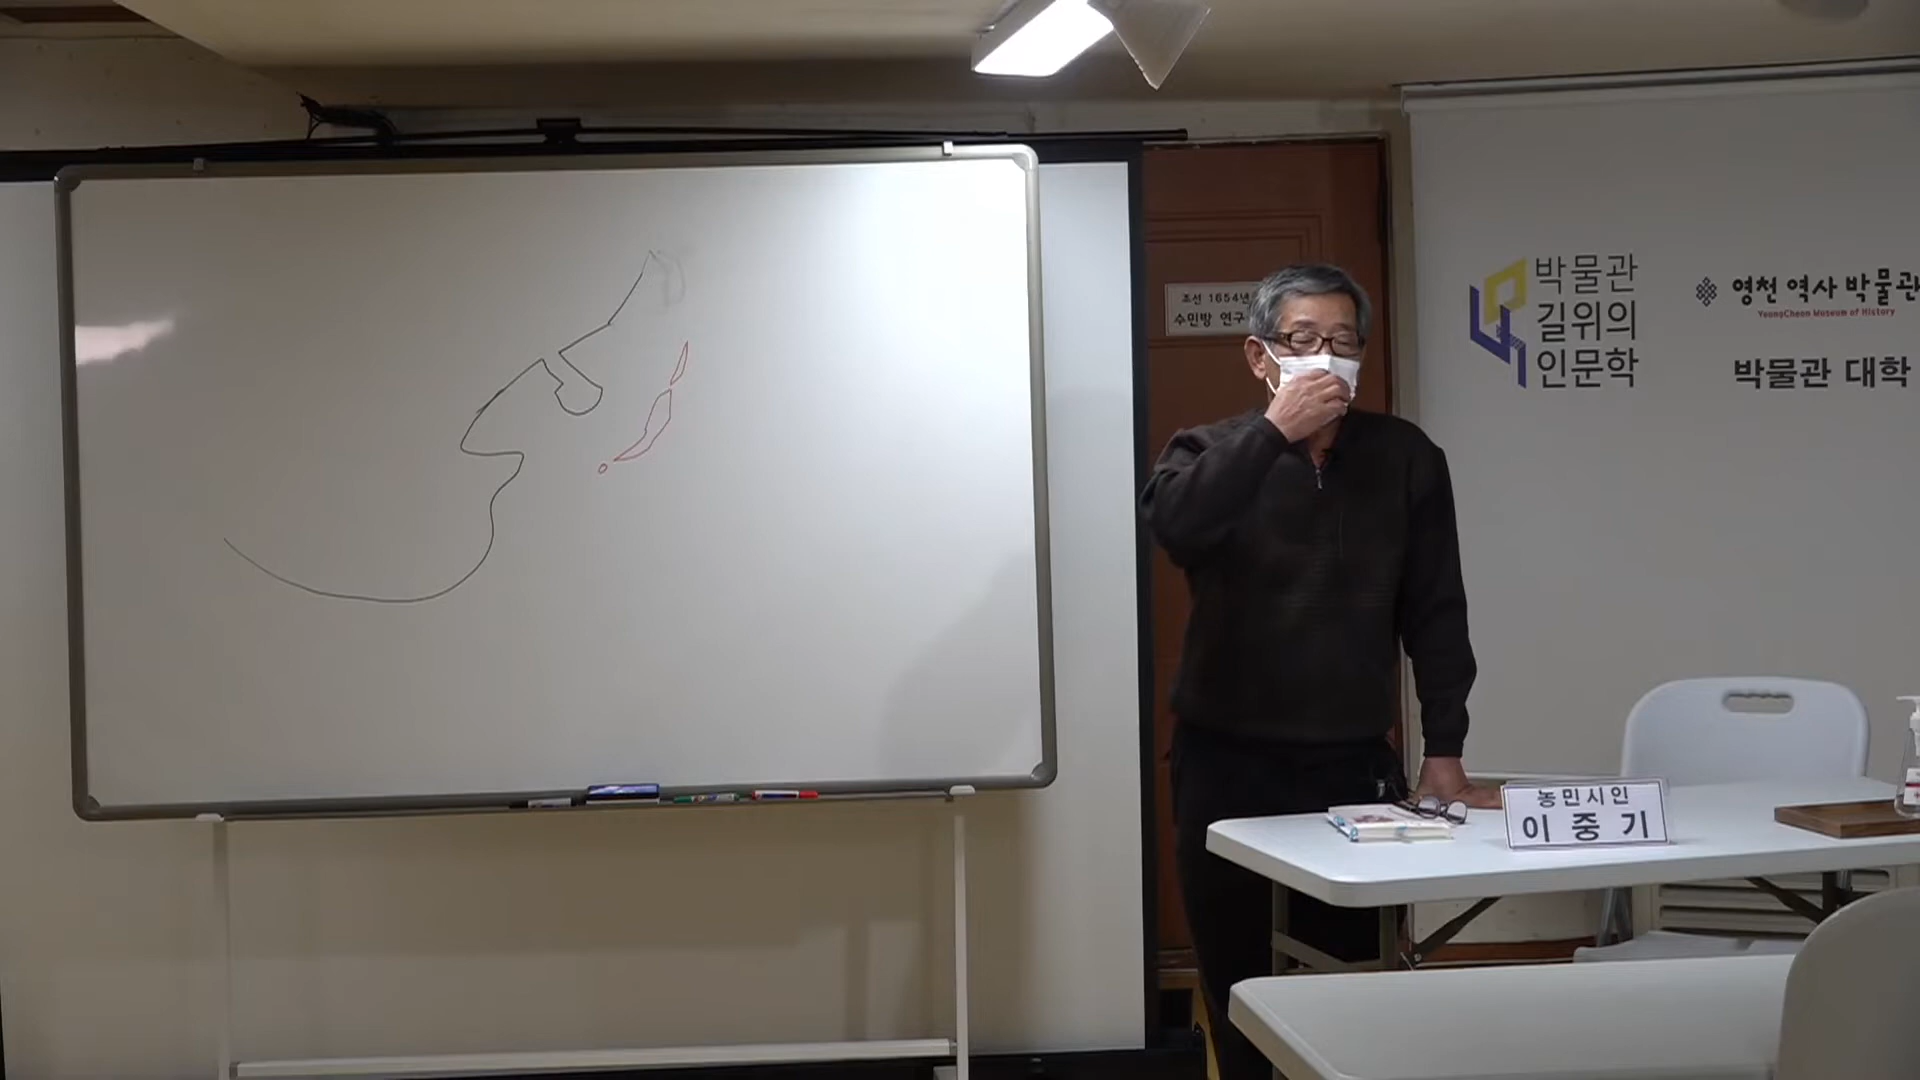 조선 1654년
수민방 연구
박물관
길위의
인문학
영천 역사 박물관
YeongCheon Museum of History
박물관 대학
농민시인
이중기